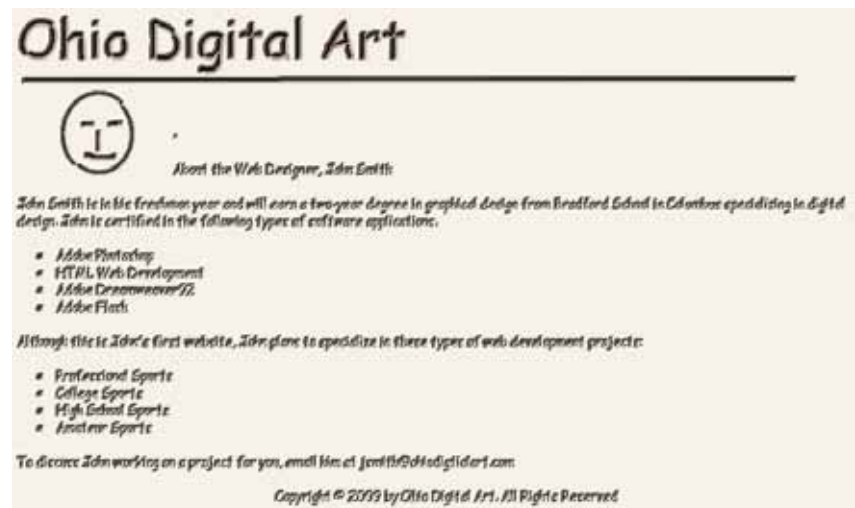 Ohio Digital Art
About the Web Designer, John Smith
John Smith is in his freshman year and will earn a two-year degree in graphical design from Bradford School in Columbus specializing in digital
design. John is certified in the following types of software applications.
Adobe Photoshop
HTML Web Development
Adobe Dreamweaver
Adobe Flash
Although this is John's first website, John plans to specialize in these types of web development projects:
Professional Sports
College Sports
High School Sports
Amateur Sports
To discuss John working on a project for you, email him at jsmith@ohiodigitalart.com
Copyright © 2009 by Ohio Digital Art. All Rights Reserved